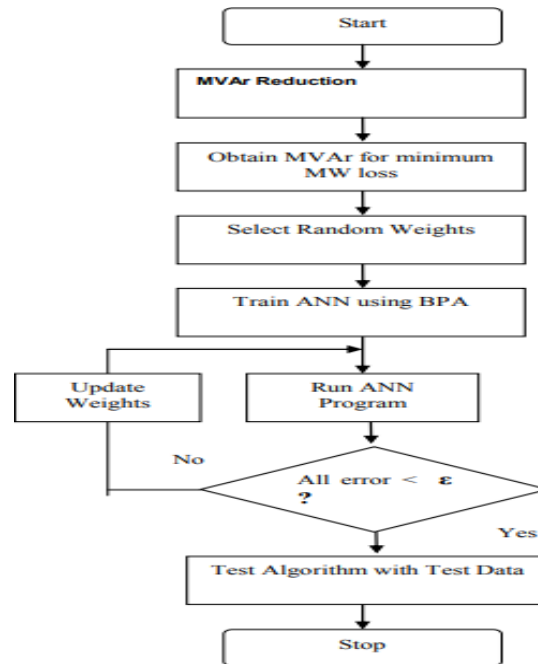 Start
MVAr Reduction
Obtain MVAr for minimum
MW loss
Select Random Weights
Train ANN using BPA
Update
Weights
Run ANN
Program
No
All error < ε
?
Yes
Test Algorithm with Test Data
Stop